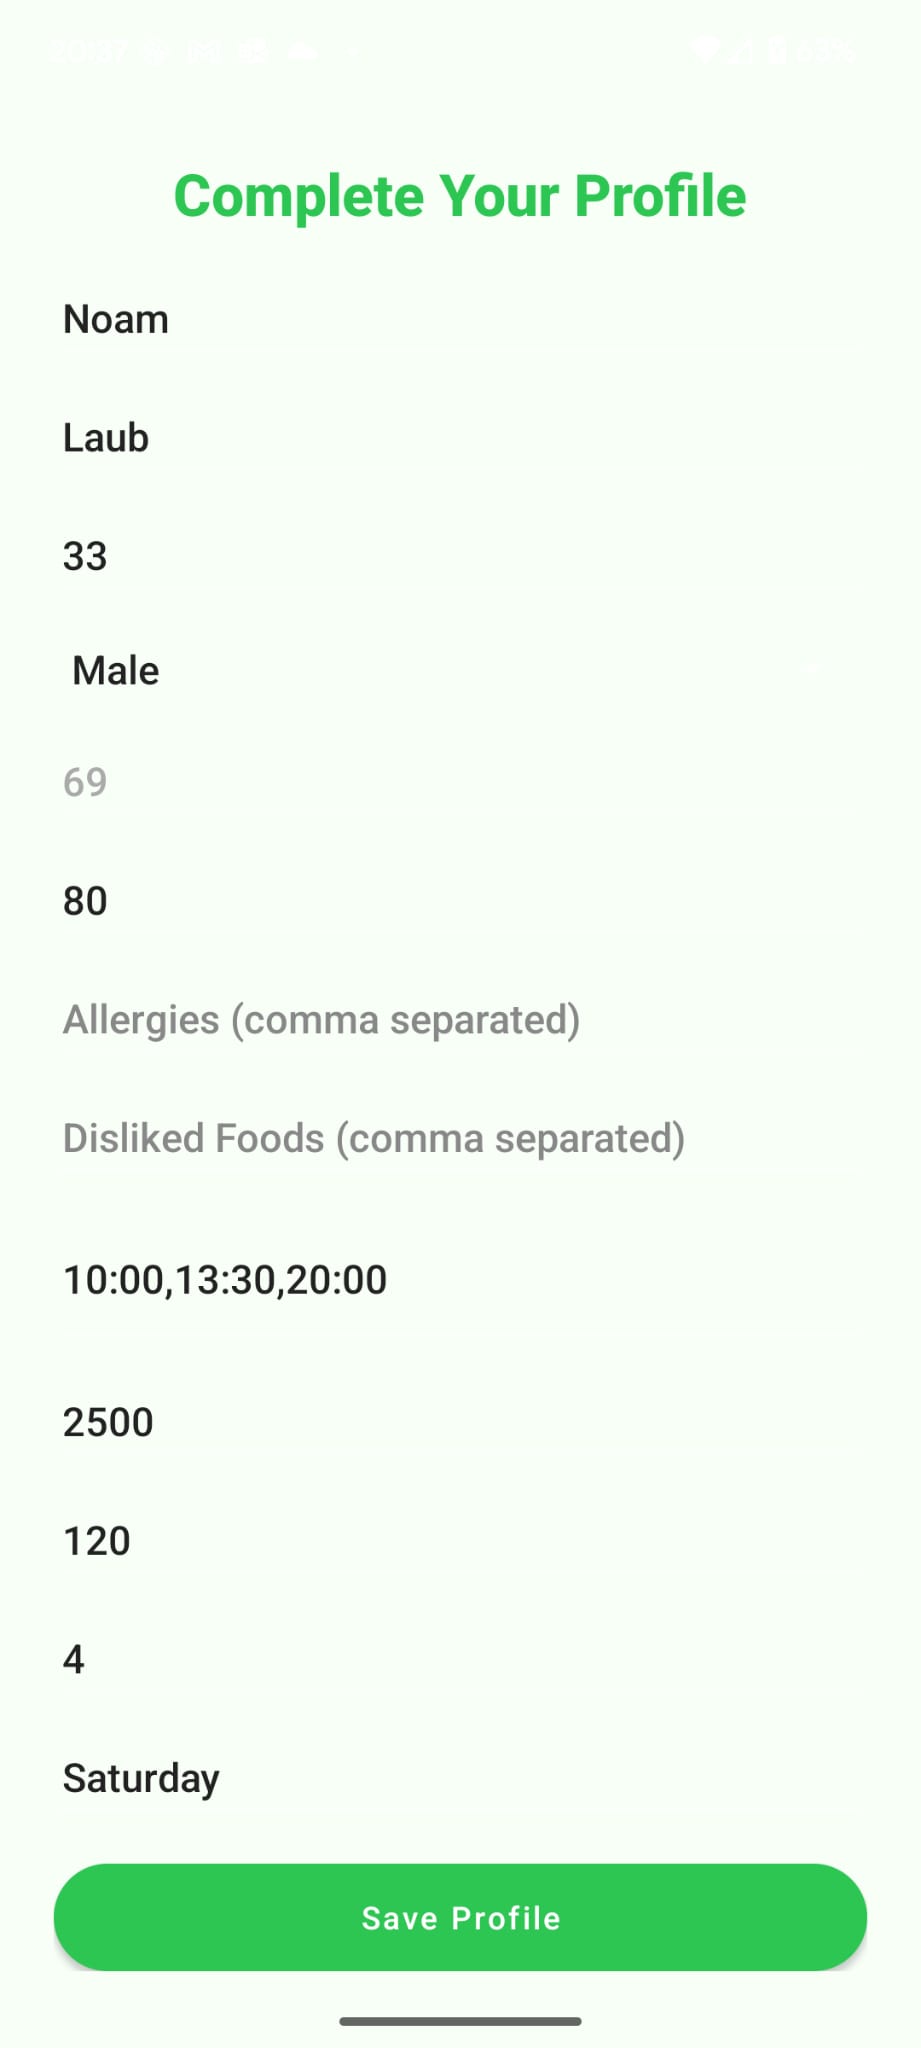 Complete Your Profile
Noam
Laub
33
Male
69
80
Allergies (comma separated)
Disliked Foods (comma separated)
10:00,13:30,20:00
2500
120
4
Saturday
Save Profile